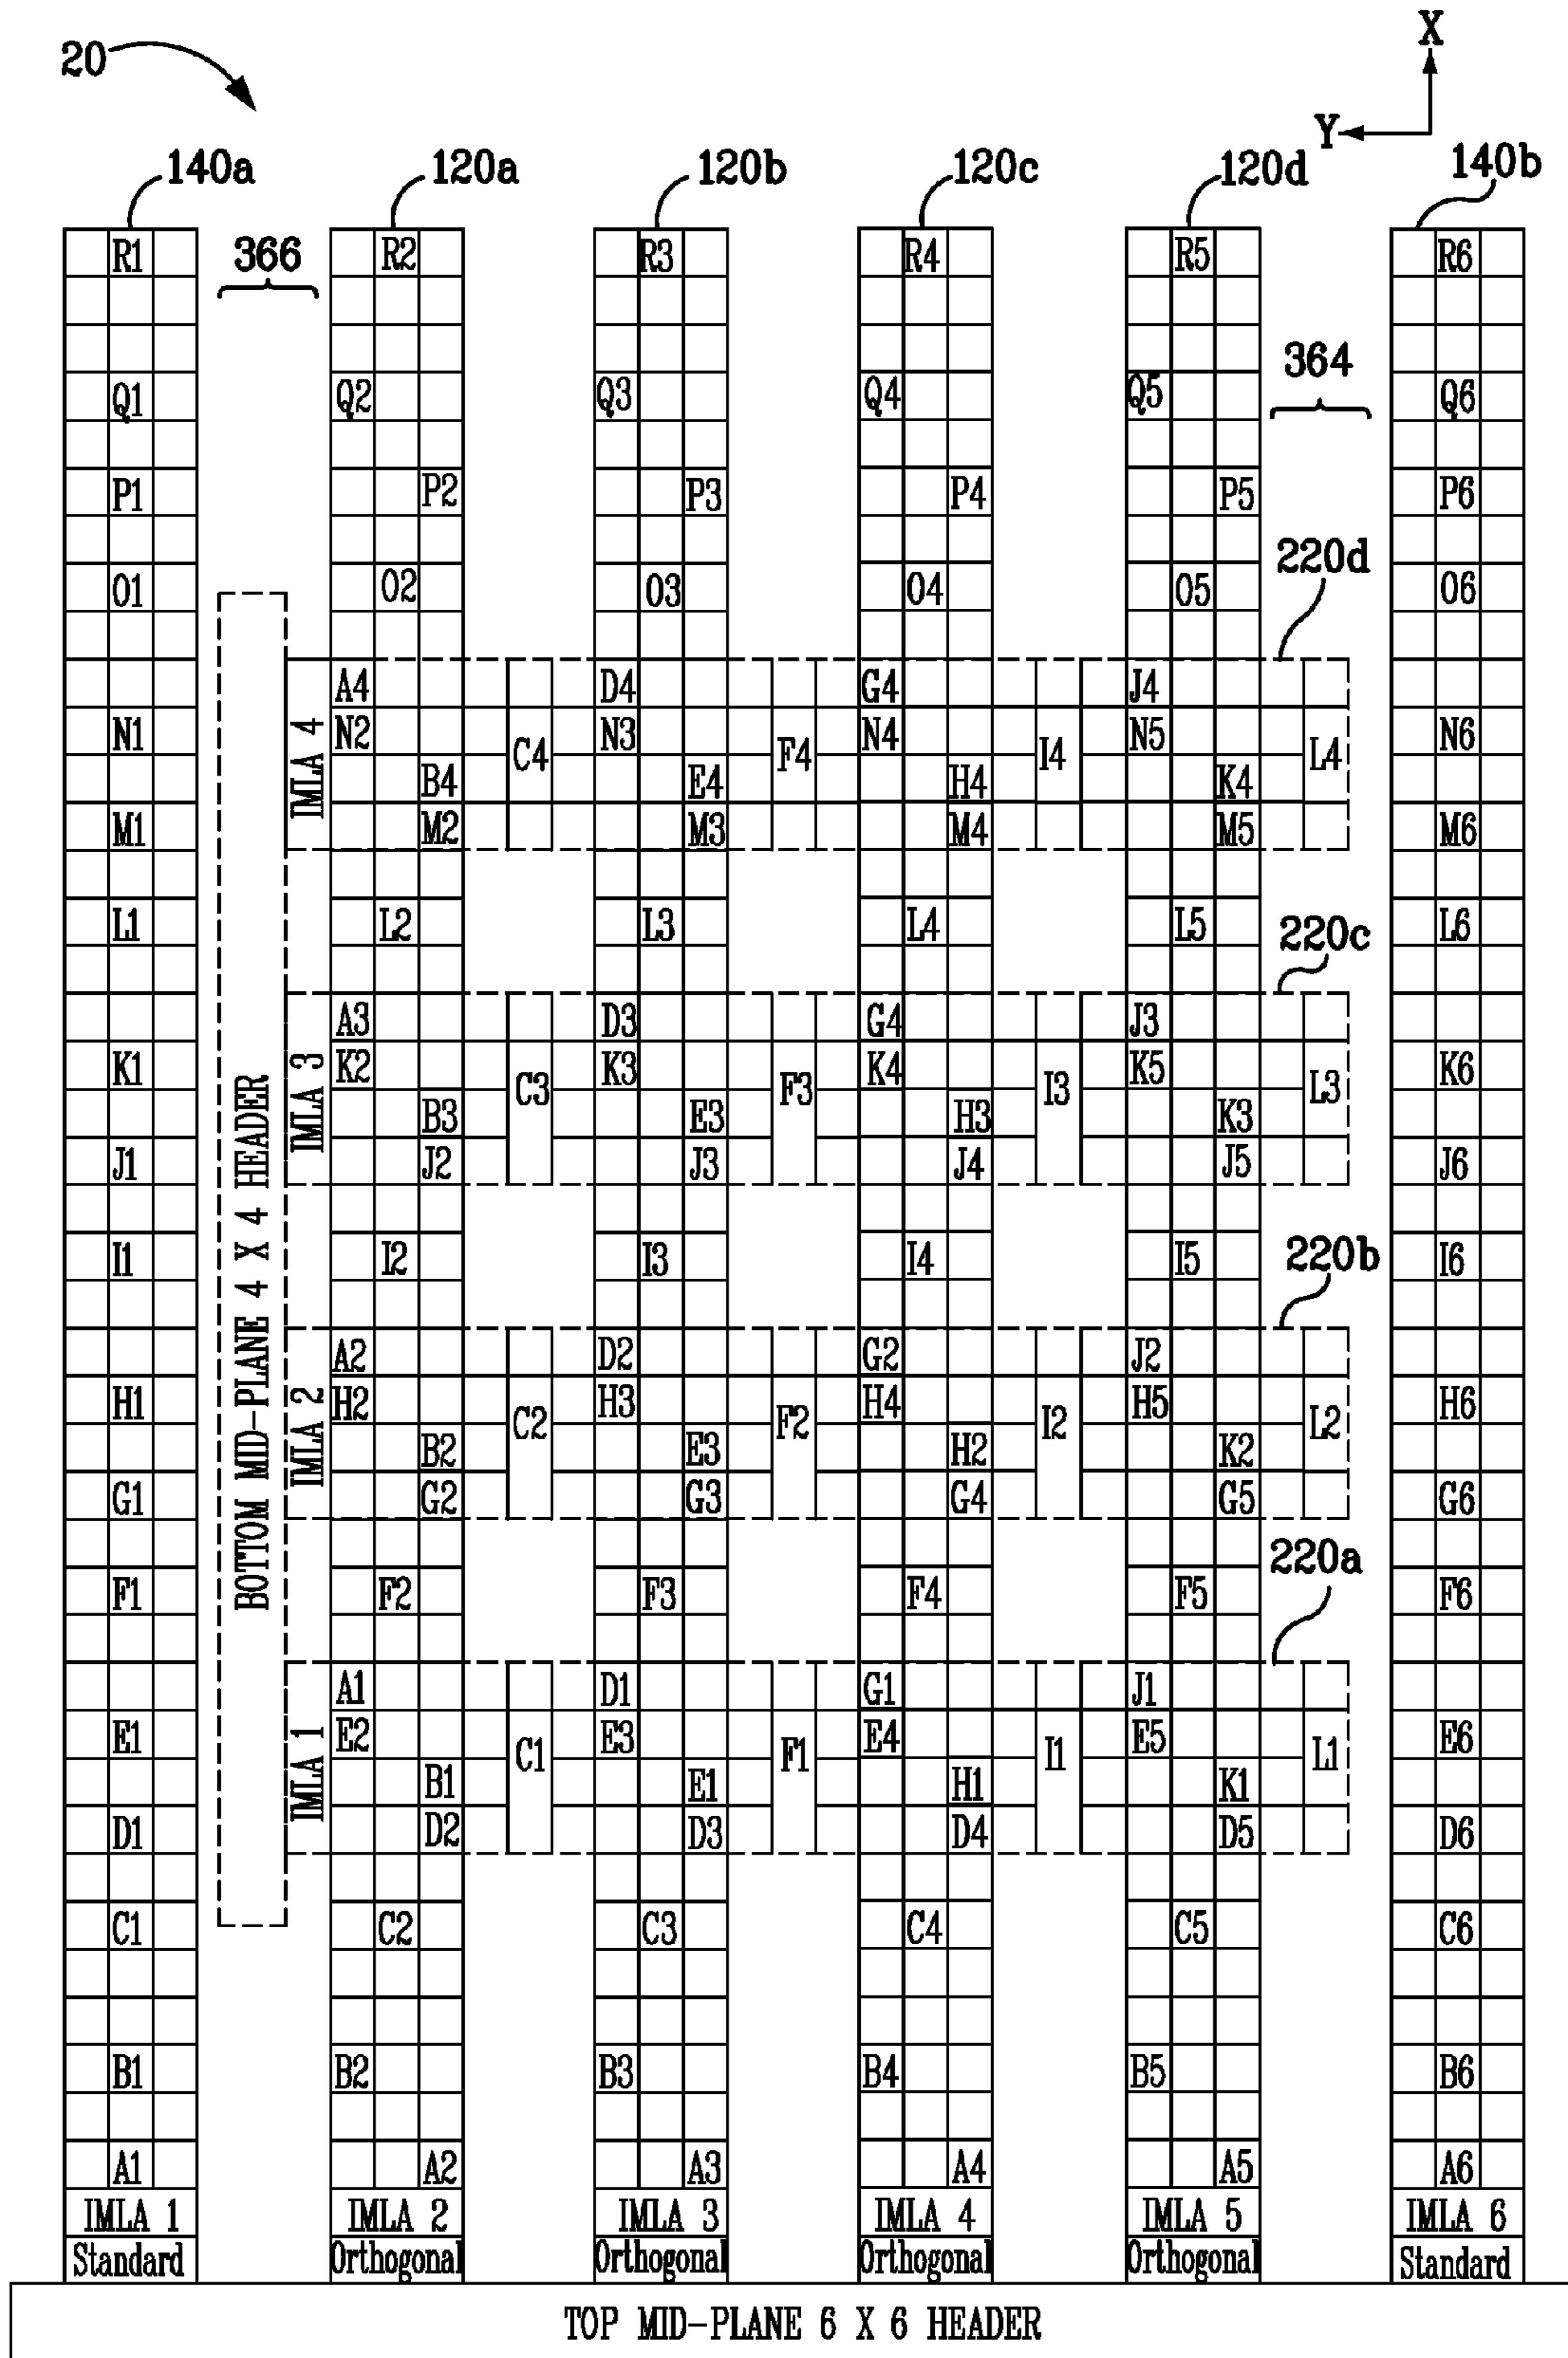 X
20
Y
140a 120a 120b 120c 120d 140b
R1 366 R2 R3 R4 R5 R6
364
Q1 Q2 Q3 Q4 Q5 Q6
P1 P2 P3 P4 P5 P6
220d
O1 O2 O3 O4 O5 O6
A4 D4 G4 J4
N1 IMLA 4 N2 C4 N3 F4 N4 I4 N5 L4 N6
B4 E4 H4 K4
M1 M2 M3 M4 M5 M6
L1 L2 L3 L4 L5 L6
220c
A3 D3 G4 J3
K1 IMLA 3 K2 C3 K3 F3 K4 I3 K5 L3 K6
B3 E3 H3 K3
J1 J2 J3 J4 J5 J6
BOTTOM MID-PLANE 4 X 4 HEADER
I1 I2 I3 I4 I5 I6
220b
A2 D2 G2 J2
H1 IMLA 2 H2 C2 H3 F2 H4 I2 H5 L2 H6
B2 E3 H2 K2
G1 G2 G3 G4 G5 G6
220a
F1 F2 F3 F4 F5 F6
A1 D1 G1 J1
E1 IMLA 1 E2 C1 E3 F1 E4 I1 E5 L1 E6
B1 E1 H1 K1
D1 D2 D3 D4 D5 D6
C1 C2 C3 C4 C5 C6
B1 B2 B3 B4 B5 B6
A1 A2 A3 A4 A5 A6
IMLA 1 IMLA 2 IMLA 3 IMLA 4 IMLA 5 IMLA 6
Standard Orthogonal Orthogonal Orthogonal Orthogonal Standard
TOP MID-PLANE 6 X 6 HEADER